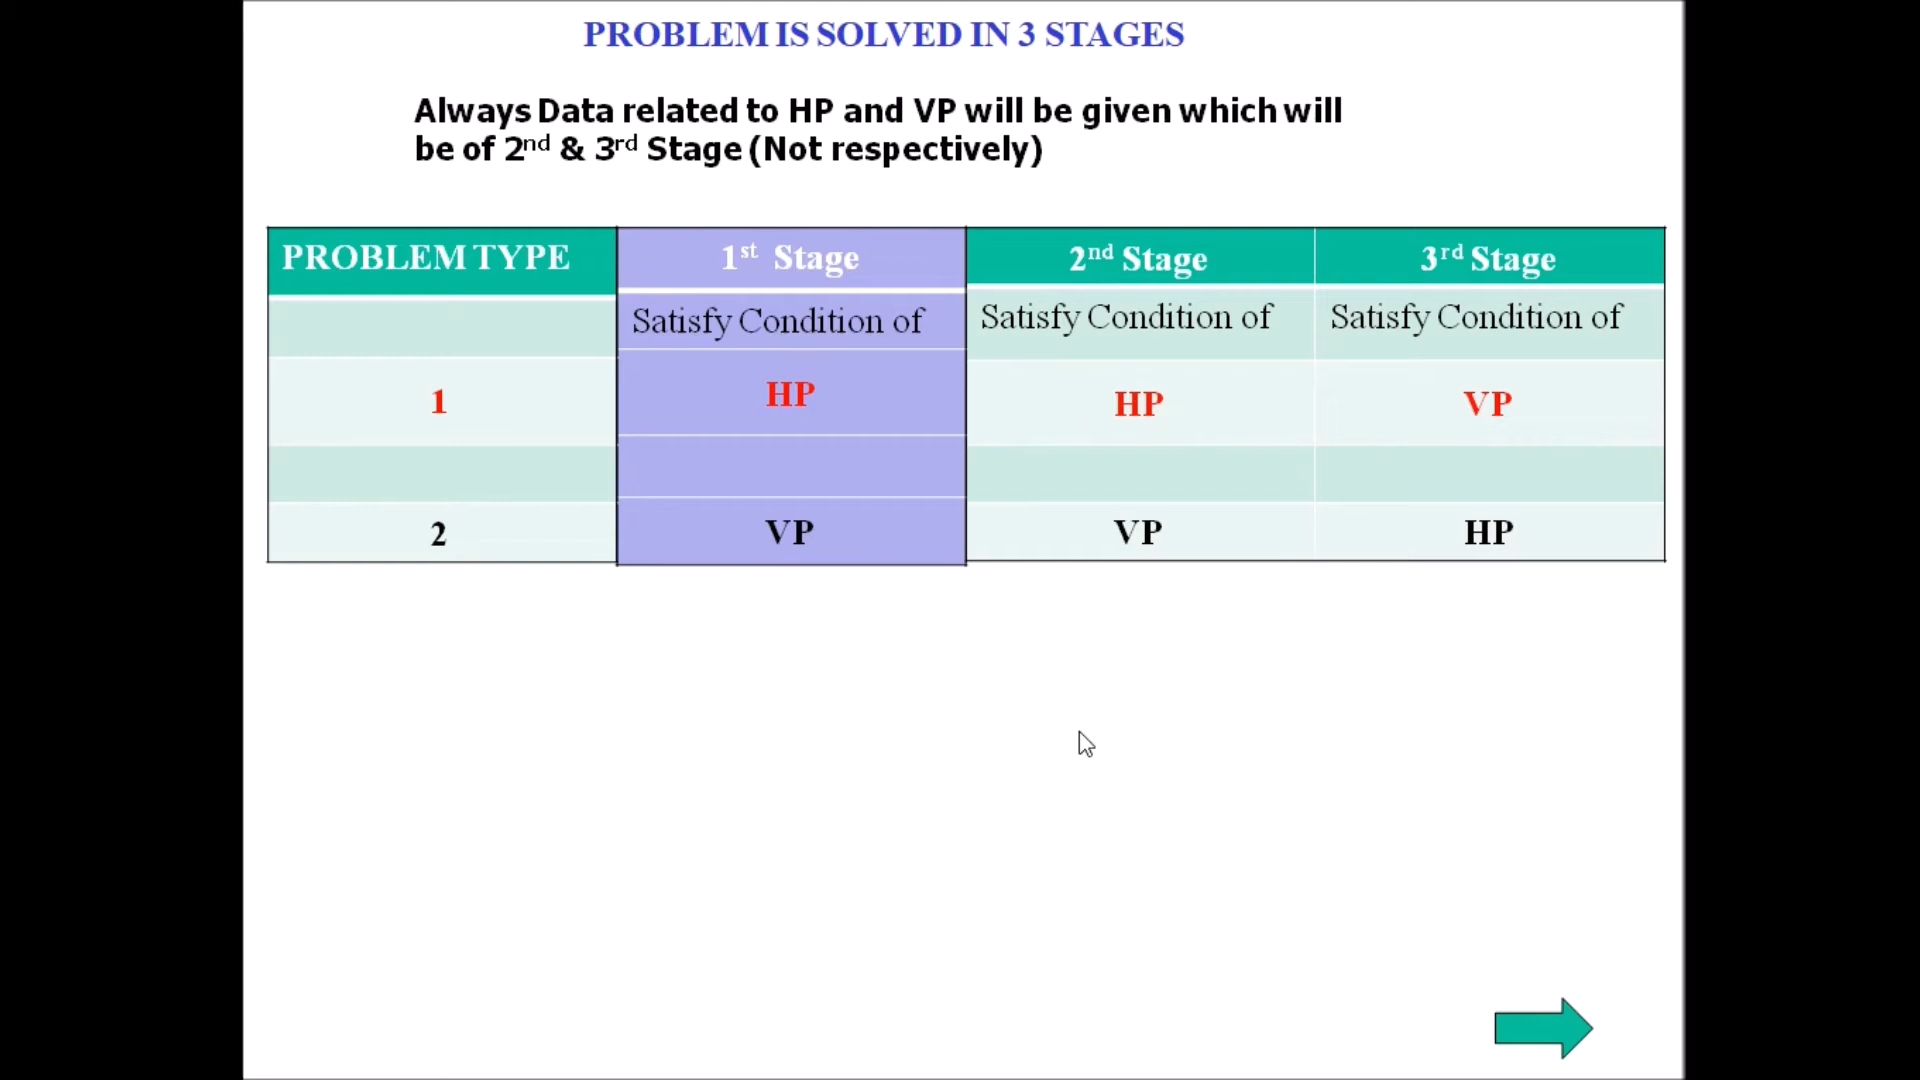 PROBLEM IS SOLVED IN 3 STAGES
Always Data related to HP and VP will be given which will
be of 2nd & 3rd Stage (Not respectively)
PROBLEM TYPE 1st Stage 2nd Stage 3rd Stage
Satisfy Condition of Satisfy Condition of Satisfy Condition of
1 HP HP VP
2 VP VP HP